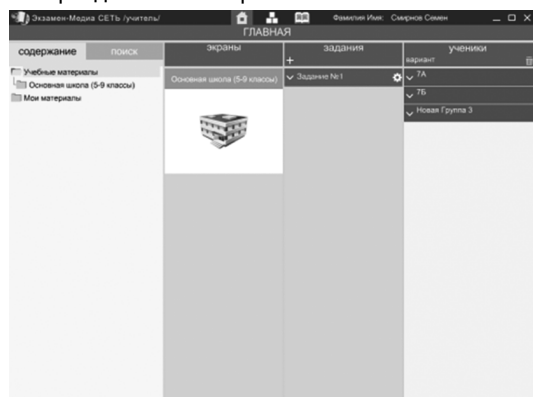 Экзамен-Медиа СЕТЬ /учитель/
Фамилия Имя: Смирнов Семен
ГЛАВНАЯ
содержание
поиск
экраны
задания
ученики
+
вариант
Учебные материалы
Основная школа (5-9 классы)
Мои материалы
Основная школа (5-9 классы)
Задание №1
7А
7Б
Новая Группа 3